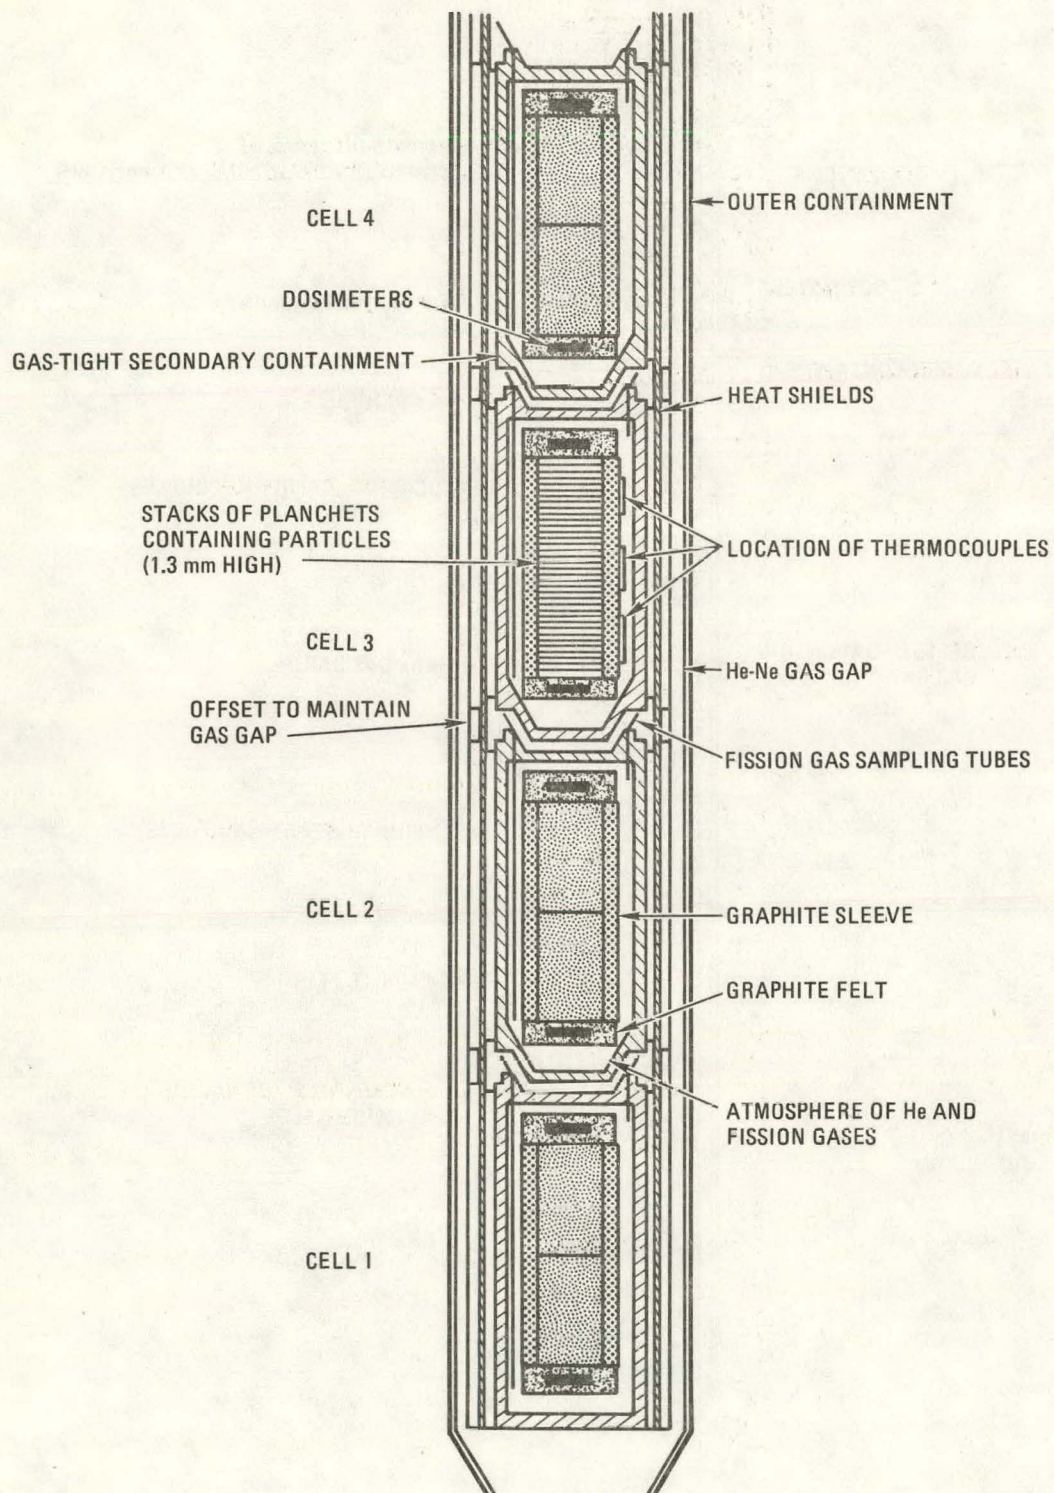 CELL 4
OUTER CONTAINMENT
DOSIMETERS
GAS-TIGHT SECONDARY CONTAINMENT
HEAT SHIELDS
STACKS OF PLANCHETS
CONTAINING PARTICLES
(1.3 mm HIGH)
LOCATION OF THERMOCOUPLES
CELL 3
He-Ne GAS GAP
OFFSET TO MAINTAIN
GAS GAP
FISSION GAS SAMPLING TUBES
CELL 2
GRAPHITE SLEEVE
GRAPHITE FELT
ATMOSPHERE OF He AND
FISSION GASES
CELL 1